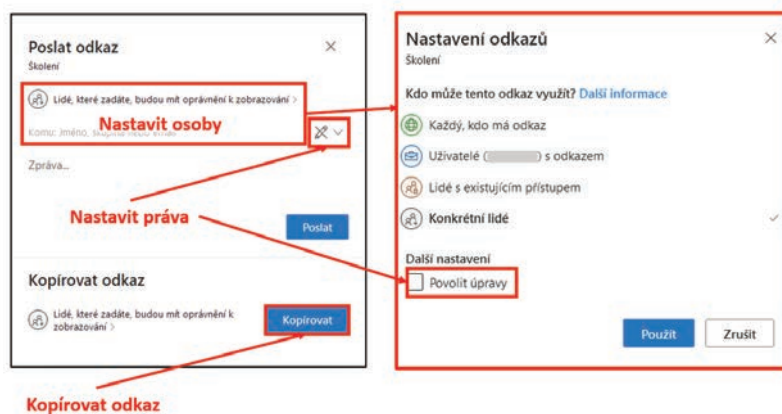 Poslat odkaz
Školení
Lidé, které zadáte, budou mít oprávnění k zobrazování >
Nastavit osoby
Komu: Jméno, skupina nebo email
Zpráva...
Nastavit práva
Poslat
Kopírovat odkaz
Lidé, které zadáte, budou mít oprávnění k
zobrazování >
Kopírovat
Kopírovat odkaz
Nastavení odkazů
Školení
Kdo může tento odkaz využít? Další informace
Každý, kdo má odkaz
Uživatelé ( ) s odkazem
Lidé s existujícím přístupem
Konkrétní lidé
Další nastavení
Povolit úpravy
Použít
Zrušit